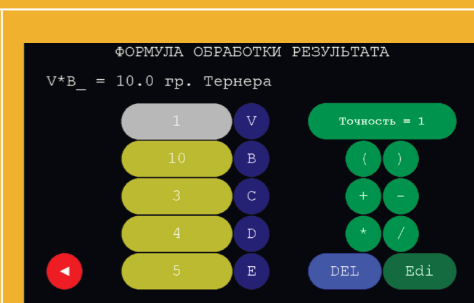 ФОРМУЛА ОБРАБОТКИ РЕЗУЛЬТАТА
V*B_ = 10.0 гр. Тернера
1 V Точность = 1
10 B ( )
3 C + -
4 D * /
5 E DEL Edi